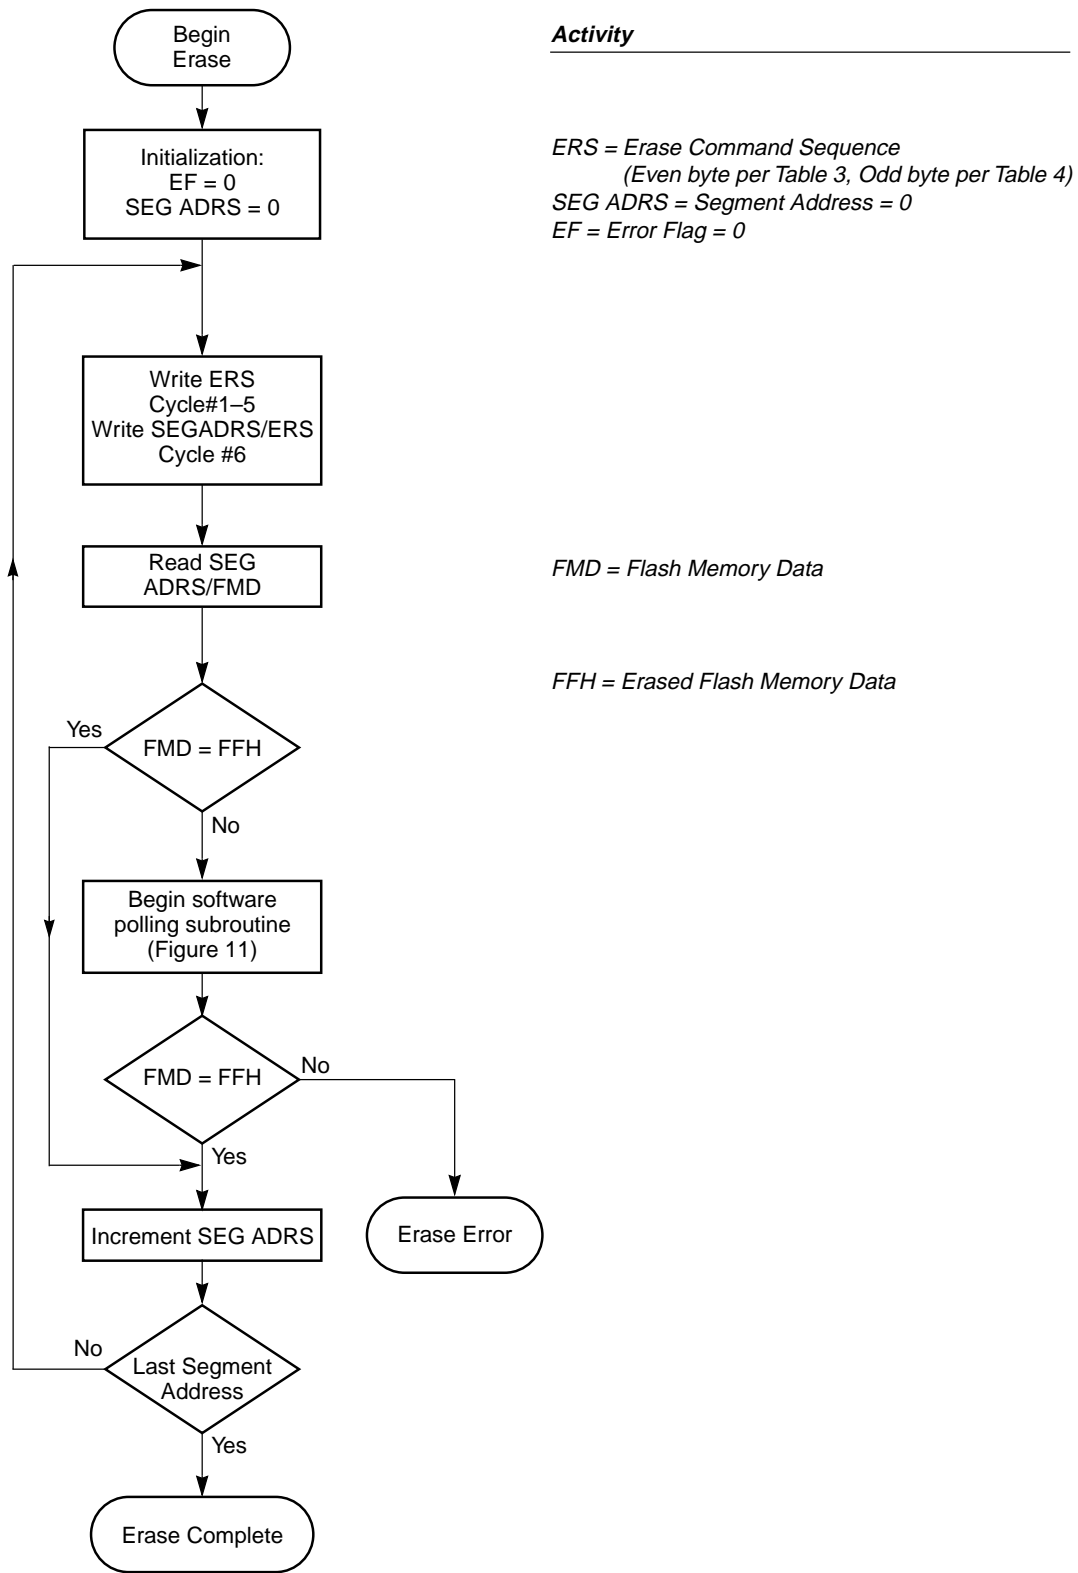 Begin
Erase
Activity
Initialization:
EF = 0
SEG ADRS = 0
ERS = Erase Command Sequence
(Even byte per Table 3, Odd byte per Table 4)
SEG ADRS = Segment Address = 0
EF = Error Flag = 0
Write ERS
Cycle#1–5
Write SEGADRS/ERS
Cycle #6
Read SEG
ADRS/FMD
FMD = Flash Memory Data
FFH = Erased Flash Memory Data
Yes
FMD = FFH
No
Begin software
polling subroutine
(Figure 11)
FMD = FFH
No
Yes
Increment SEG ADRS
Erase Error
No
Last Segment
Address
Yes
Erase Complete